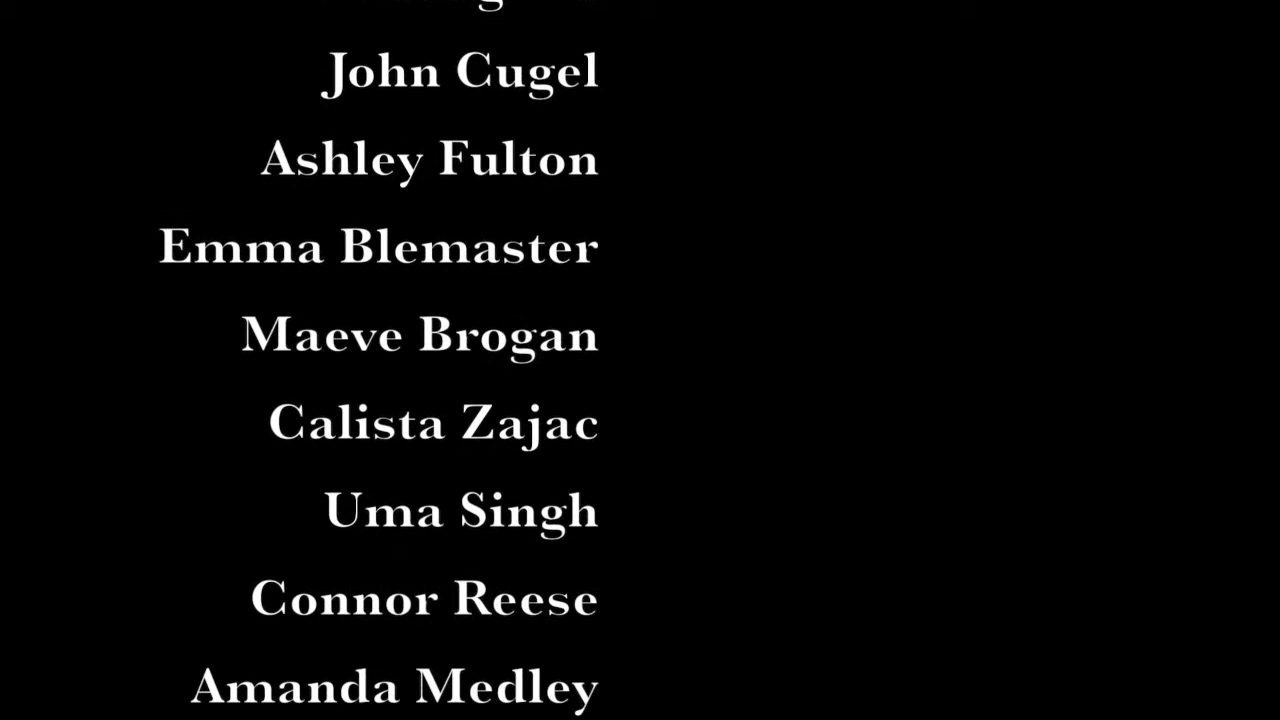 John Cugel
Ashley Fulton
Emma Blemaster
Maeve Brogan
Calista Zajac
Uma Singh
Connor Reese
Amanda Medley